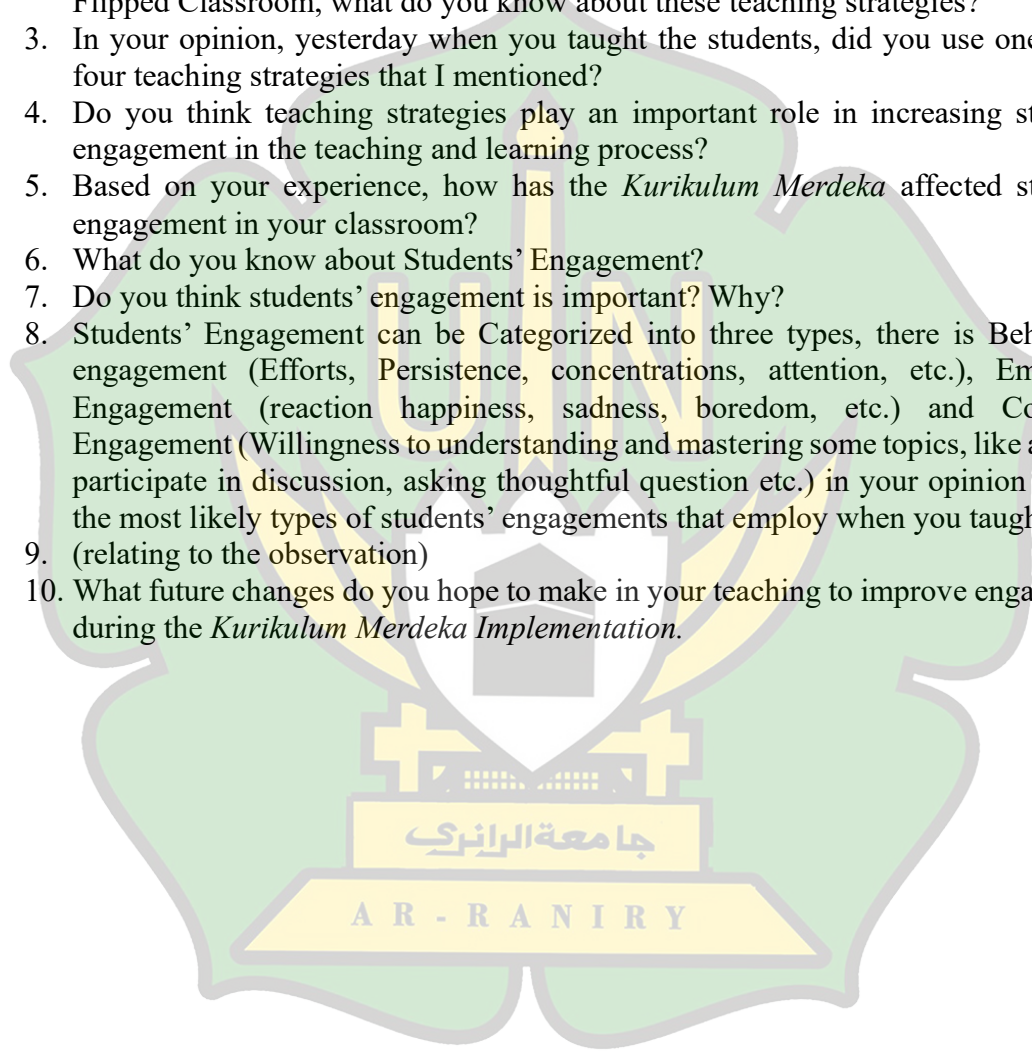 Flipped Classroom, what do you know about these teaching strategies?
3. In your opinion, yesterday when you taught the students, did you use one
four teaching strategies that I mentioned?
4. Do you think teaching strategies play an important role in increasing
engagement in the teaching and learning process?
5. Based on your experience, how has the Kurikulum Merdeka affected
engagement in your classroom?
6. What do you know about Students’ Engagement?
7. Do you think students’ engagement is important? Why?
8. Students’ Engagement can be Categorized into three types, there is
engagement (Efforts, Persistence, concentrations, attention, etc.),
Engagement (reaction happiness, sadness, boredom, etc.) and
Engagement (Willingness to understanding and mastering some topics, like
participate in discussion, asking thoughtful question etc.) in your opinion
the most likely types of students’ engagements that employ when you
9. (relating to the observation)
10. What future changes do you hope to make in your teaching to improve
during the Kurikulum Merdeka Implementation.
UIN
جامعة الرانري
AR-RANIRY